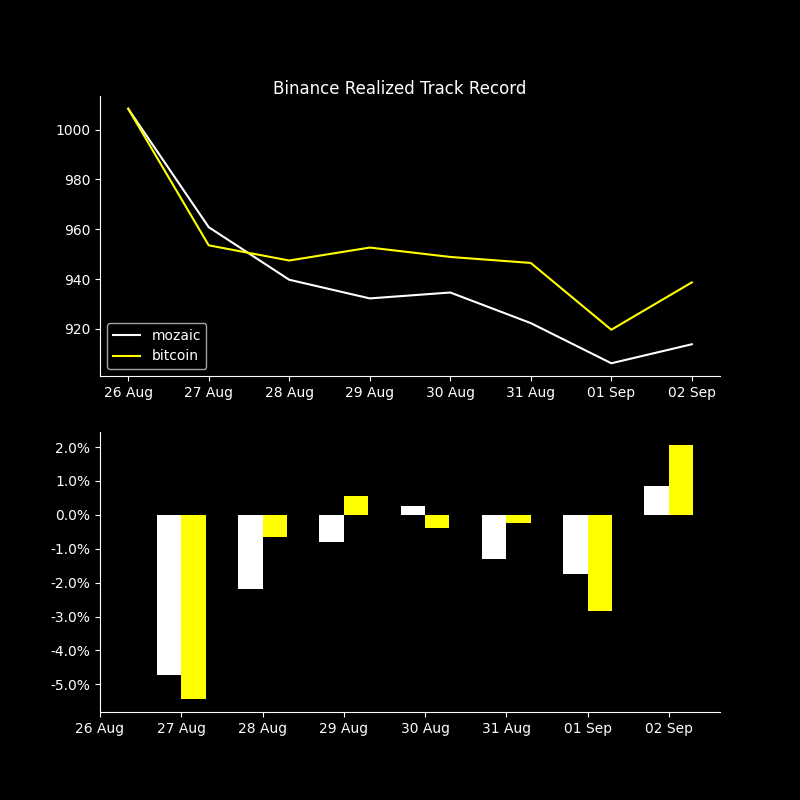 Binance Realized Track Record
1000
980
960
940
920
mozaic
bitcoin
26 Aug 27 Aug 28 Aug 29 Aug 30 Aug 31 Aug 01 Sep 02 Sep
2.0%
1.0%
0.0%
-1.0%
-2.0%
-3.0%
-4.0%
-5.0%
26 Aug 27 Aug 28 Aug 29 Aug 30 Aug 31 Aug 01 Sep 02 Sep